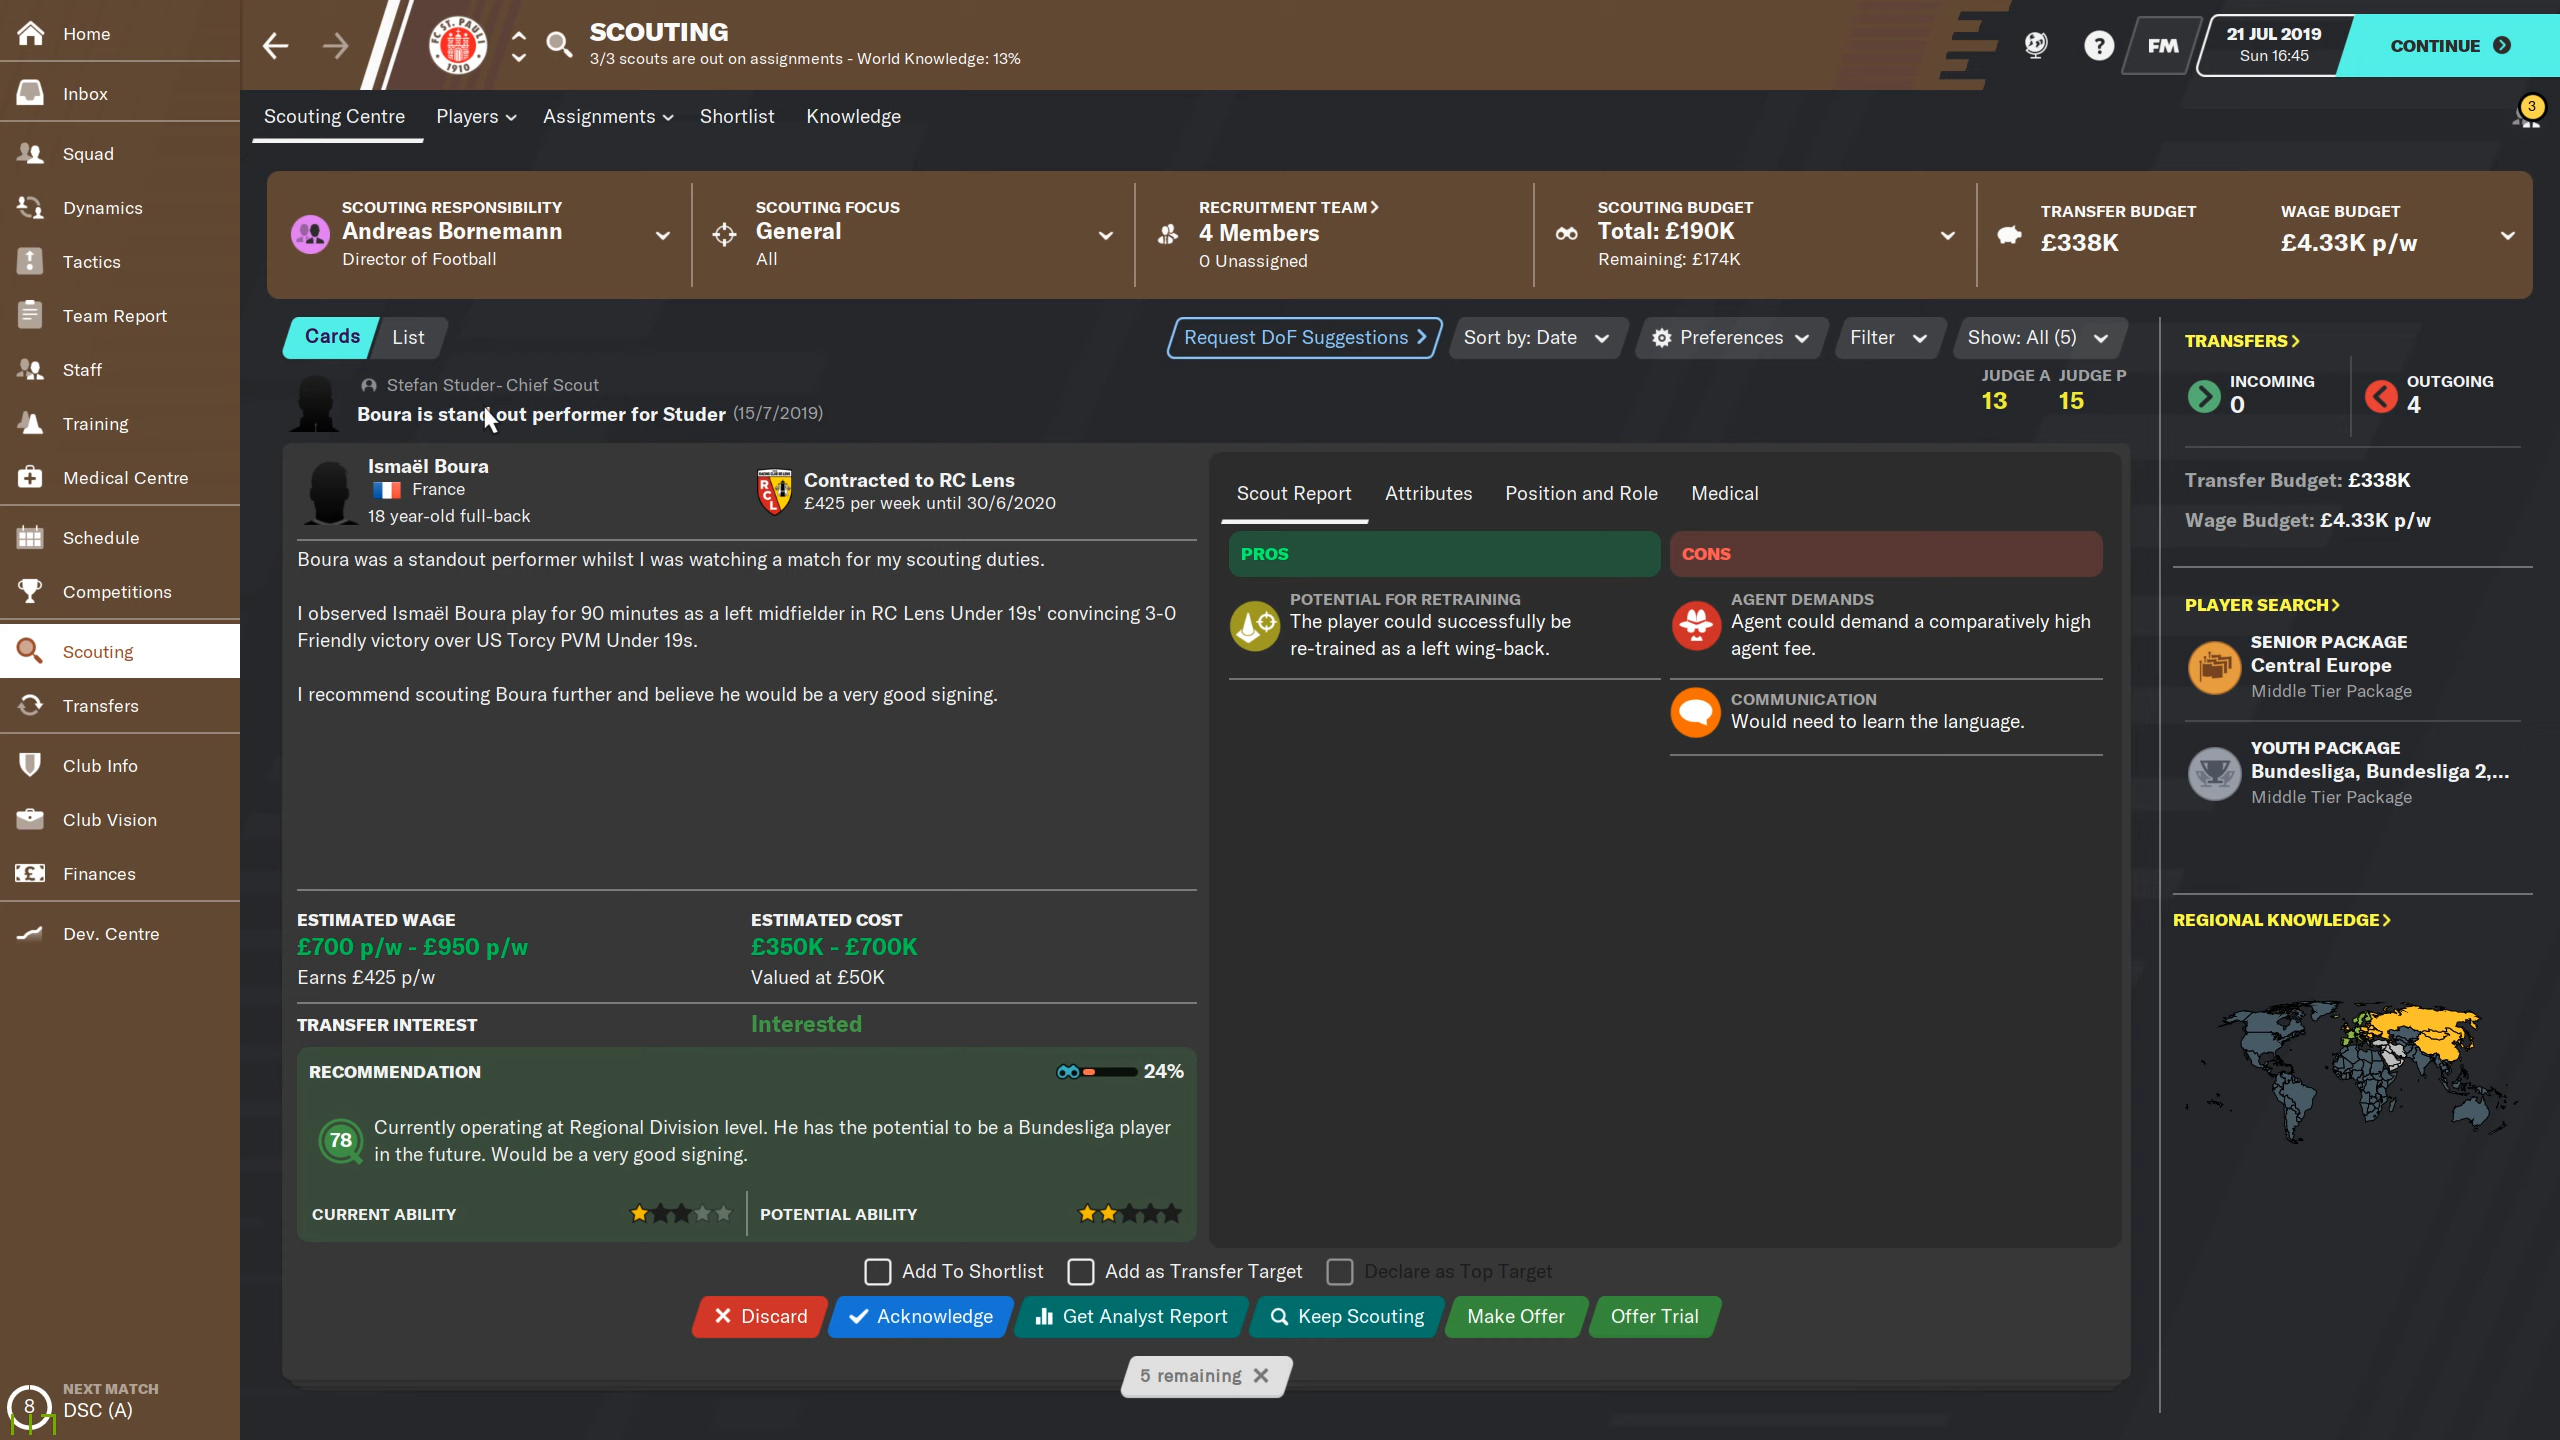 Home
Inbox
Squad
Dynamics
Tactics
Team Report
Staff
Training
Medical Centre
Schedule
Competitions
Scouting
Transfers
Club Info
Club Vision
Finances
Dev. Centre
8
NEXT MATCH
DSC (A)
FC ST. PAULI
1910
SCOUTING
3/3 scouts are out on assignments - World Knowledge: 13%
?
FM
21 JUL 2019
Sun 16:45
CONTINUE
Scouting Centre
Players
Assignments
Shortlist
Knowledge
3
SCOUTING RESPONSIBILITY
Andreas Bornemann
Director of Football
SCOUTING FOCUS
General
All
RECRUITMENT TEAM
4 Members
0 Unassigned
SCOUTING BUDGET
Total: £190K
Remaining: £174K
TRANSFER BUDGET
£338K
WAGE BUDGET
£4.33K p/w
Cards
List
Request DoF Suggestions
Sort by: Date
Preferences
Filter
Show: All (5)
Stefan Studer- Chief Scout
Boura is standout performer for Studer (15/7/2019)
JUDGE A
13
JUDGE P
15
Ismaël Boura
France
18 year-old full-back
RCL
Contracted to RC Lens
£425 per week until 30/6/2020
Boura was a standout performer whilst I was watching a match for my scouting duties.
I observed Ismaël Boura play for 90 minutes as a left midfielder in RC Lens Under 19s' convincing 3-0
Friendly victory over US Torcy PVM Under 19s.
I recommend scouting Boura further and believe he would be a very good signing.
ESTIMATED WAGE
£700 p/w - £950 p/w
Earns £425 p/w
ESTIMATED COST
£350K - £700K
Valued at £50K
TRANSFER INTEREST
Interested
RECOMMENDATION
24%
78
Currently operating at Regional Division level. He has the potential to be a Bundesliga player
in the future. Would be a very good signing.
CURRENT ABILITY
POTENTIAL ABILITY
Scout Report
Attributes
Position and Role
Medical
PROS
POTENTIAL FOR RETRAINING
The player could successfully be
re-trained as a left wing-back.
CONS
AGENT DEMANDS
Agent could demand a comparatively high
agent fee.
COMMUNICATION
Would need to learn the language.
Add To Shortlist
Add as Transfer Target
Declare as Top Target
Discard
Acknowledge
Get Analyst Report
Keep Scouting
Make Offer
Offer Trial
5 remaining
TRANSFERS
INCOMING
0
OUTGOING
4
Transfer Budget: £338K
Wage Budget: £4.33K p/w
PLAYER SEARCH
SENIOR PACKAGE
Central Europe
Middle Tier Package
YOUTH PACKAGE
Bundesliga, Bundesliga 2,...
Middle Tier Package
REGIONAL KNOWLEDGE